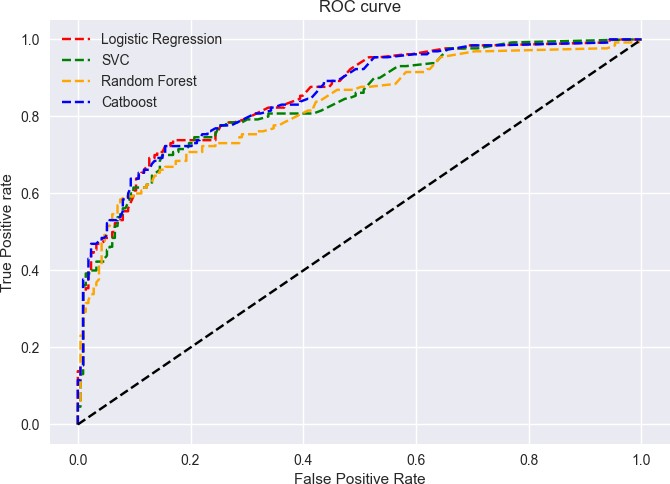 ROC curve
Logistic Regression
SVC
Random Forest
Catboost
True Positive rate
1.0
0.8
0.6
0.4
0.2
0.0
0.0 0.2 0.4 0.6 0.8 1.0
False Positive Rate